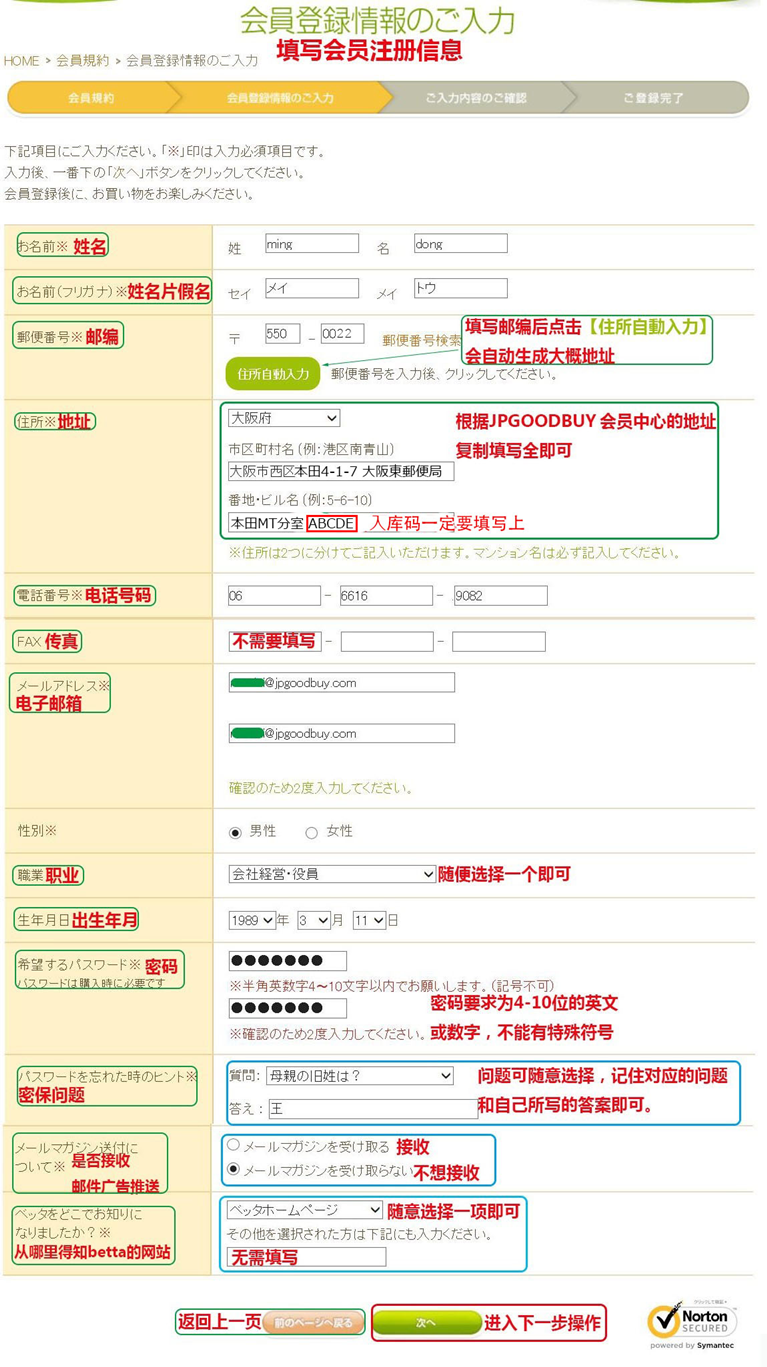 会員登録情報のご入力
填写会员注册信息
HOME > 会員規約 > 会員登録情報のご入力
会員規約 会員登録情報のご入力 ご入力内容のご確認 ご登録完了
下記項目にご入力ください。「※」印は入力必須項目です。
入力後、一番下の「次へ」ボタンをクリックしてください。
会員登録後に、お買い物をお楽しみください。
お名前※ 姓名 姓 ming 名 dong
お名前(フリガナ)※姓名片假名 セイ メイ メイ トウ
郵便番号※ 邮编 〒 550 - 0022 郵便番号検索
填写邮编后点击【住所自動入力】
会自动生成大概地址
住所自動入力 郵便番号を入力後、クリックしてください。
住所※地址 大阪府
根据JPGOODBUY 会员中心的地址
复制填写全即可
市区町村名(例:港区南青山)
大阪市西区本田4-1-7 大阪東郵便局
番地・ビル名(例:5-6-10)
本田MT分室 ABCDE 入库码一定要填写上
※住所は2つに分けてご記入いただけます。マンション名は必ず記入してください。
電話番号※电话号码 06 - 6616 - 9082
FAX 传真 不需要填写 - -
メールアドレス※
电子邮箱
@jpgoodbuy.com
@jpgoodbuy.com
確認のため2度入力してください。
性別※ 男性 女性
職業 职业 会社経営・役員 随便选择一个即可
生年月日出生年月 1989 年 3 月 11 日
希望するパスワード※ 密码
パスワードは購入時に必要です
●●●●●●●
※半角英数字4～10文字以内でお願いします。(記号不可)
●●●●●●●
密码要求为4-10位的英文
※確認のため2度入力してください。
或数字，不能有特殊符号
パスワードを忘れた時のヒント※
密保问题
質問: 母親の旧姓は？
答え: 王
问题可随意选择，记住对应的问题
和自己所写的答案即可。
メールマガジン送付に
ついて※ 是否接收
邮件广告推送
メールマガジンを受け取る 接收
メールマガジンを受け取らない 不想接收
ベッタをどこでお知りに
なりましたか？※
从哪里得知betta的网站
ベッタホームページ 随意选择一项即可
その他を選択された方は下記にも入力ください。
无需填写
返回上一页 前のページへ戻る 次へ 进入下一步操作
Norton
SECURED
powered by Symantec